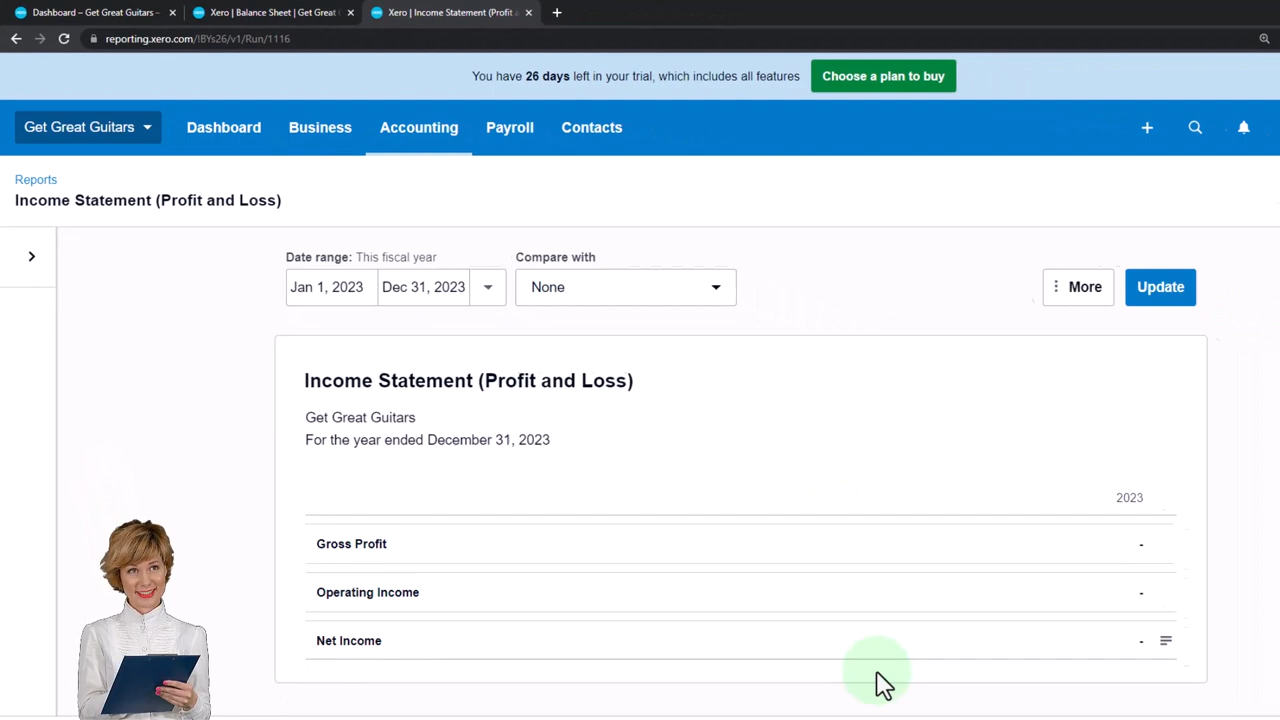 Dashboard – Get Great Guitars –
Xero | Balance Sheet | Get Great
Xero | Income Statement (Profit a
reporting.xero.com/!BYs26/v1/Run/1116
You have 26 days left in your trial, which includes all features
Choose a plan to buy
Get Great Guitars
Dashboard
Business
Accounting
Payroll
Contacts
Reports
Income Statement (Profit and Loss)
Date range: This fiscal year
Compare with
Jan 1, 2023
Dec 31, 2023
None
More
Update
Income Statement (Profit and Loss)
Get Great Guitars
For the year ended December 31, 2023
2023
Gross Profit -
Operating Income -
Net Income -